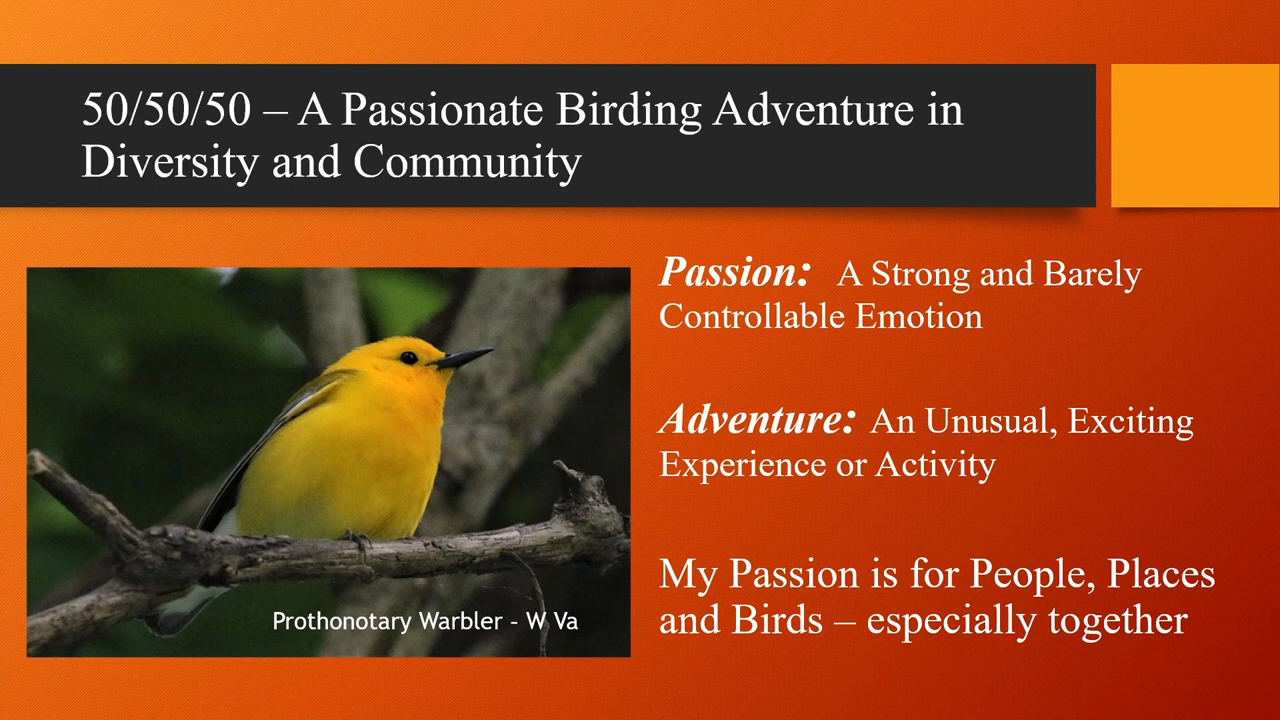 50/50/50 – A Passionate Birding Adventure in
Diversity and Community
Passion: A Strong and Barely
Controllable Emotion
Adventure: An Unusual, Exciting
Experience or Activity
My Passion is for People, Places
and Birds – especially together
Prothonotary Warbler - W Va